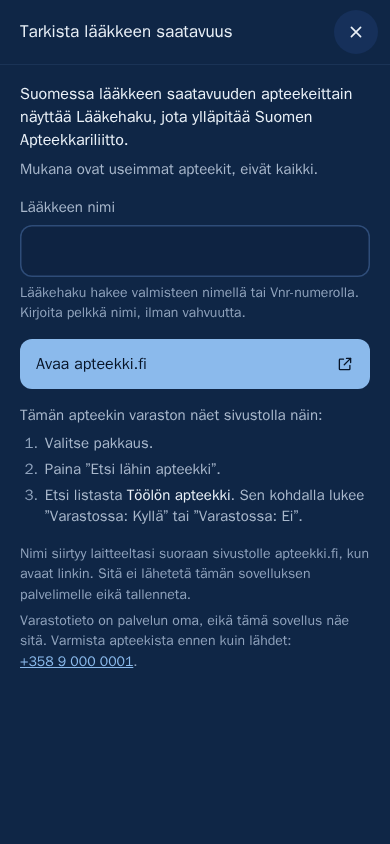 Tarkista lääkkeen saatavuus
Suomessa lääkkeen saatavuuden apteekeittain
näyttää Lääkehaku, jota ylläpitää Suomen
Apteekkariliitto.
Mukana ovat useimmat apteekit, eivät kaikki.
Lääkkeen nimi
Lääkehaku hakee valmisteen nimellä tai Vnr-numerolla.
Kirjoita pelkkä nimi, ilman vahvuutta.
Avaa apteekki.fi
Tämän apteekin varaston näet sivustolla näin:
1. Valitse pakkaus.
2. Paina ”Etsi lähin apteekki”.
3. Etsi listasta Töölön apteekki. Sen kohdalla lukee
”Varastossa: Kyllä” tai ”Varastossa: Ei”.
Nimi siirtyy laitteeltasi suoraan sivustolle apteekki.fi, kun
avaat linkin. Sitä ei lähetetä tämän sovelluksen
palvelimelle eikä tallenneta.
Varastotieto on palvelun oma, eikä tämä sovellus näe
sitä. Varmista apteekista ennen kuin lähdet:
+358 9 000 0001.